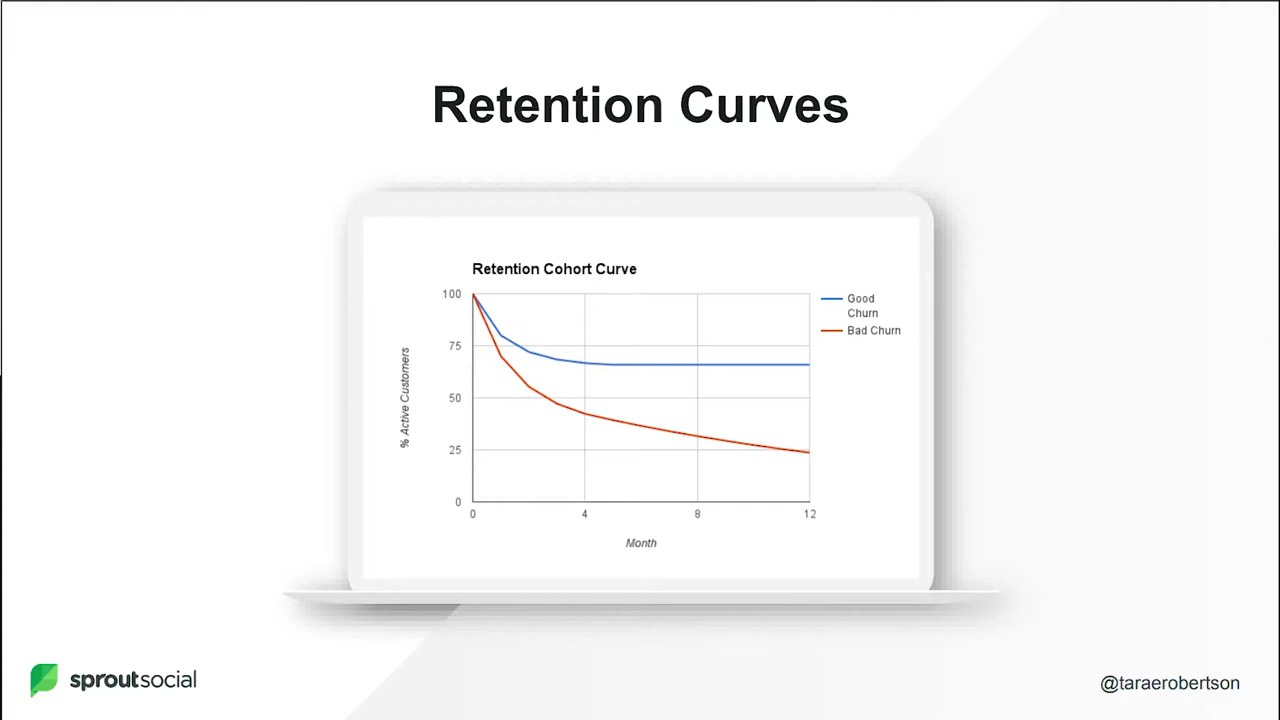 Retention Curves
Retention Cohort Curve
100
75
50
25
0
% Active Customers
0 4 8 12
Month
Good
Churn
Bad Churn
sproutsocial
@taraerobertson